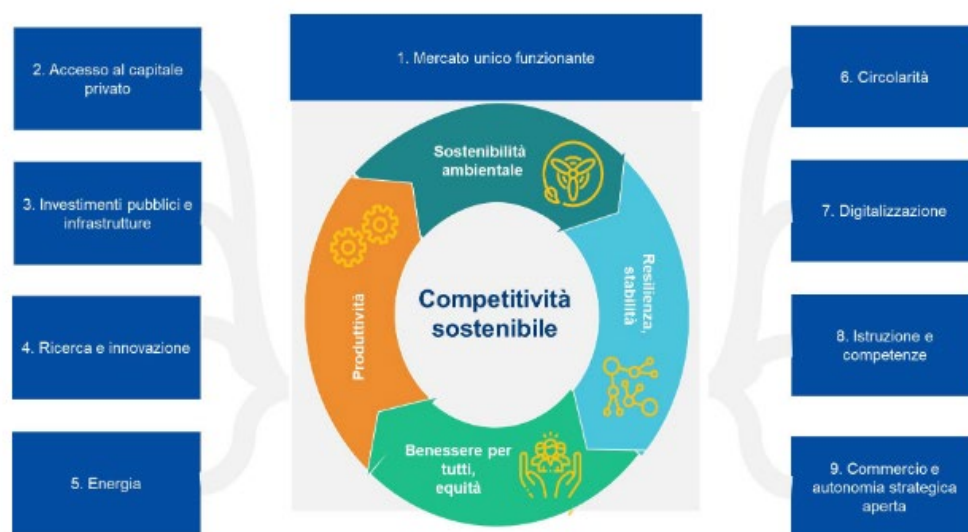 1. Mercato unico funzionante
2. Accesso al capitale
privato
3. Investimenti pubblici e
infrastrutture
4. Ricerca e innovazione
5. Energia
Sostenibilità
ambientale
Resilienza,
stabilità
Benessere per
tutti,
equità
Produttività
Competitività
sostenibile
6. Circolarità
7. Digitalizzazione
8. Istruzione e
competenze
9. Commercio e
autonomia strategica
aperta